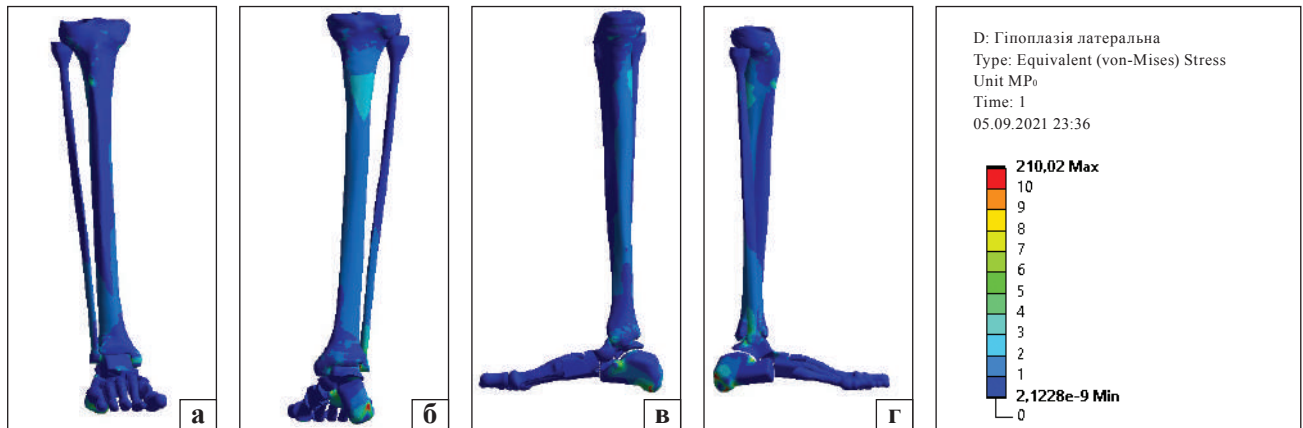 а
б
в
г
D: Гіпоплазія латеральна
Type: Equivalent (von-Mises) Stress
Unit MP0
Time: 1
05.09.2021 23:36
210,02 Max
10
9
8
7
6
5
4
3
2
1
2,1228e-9 Min
0